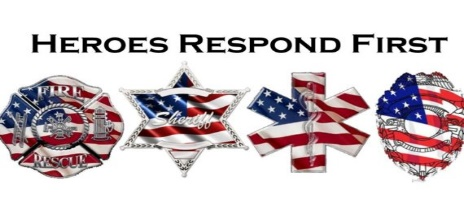 HEROES RESPOND FIRST
FIRE
RESCUE
Sheriff